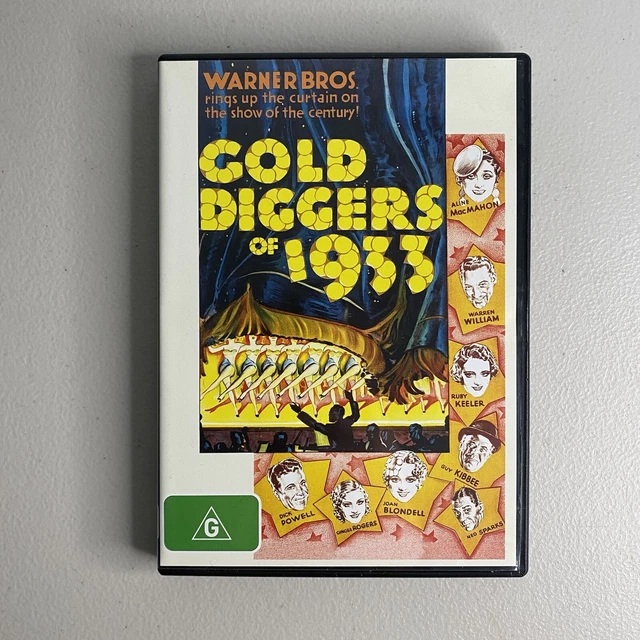 WARNER BROS.
rings up the curtain on
the show of the century!
GOLD
DIGGERS
OF 1933
ALINE
MACMAHON
WARREN
WILLIAM
RUBY
KEELER
GUY KIBBEE
DICK
POWELL
GINGER ROGERS
JOAN
BLONDELL
NED SPARKS
G